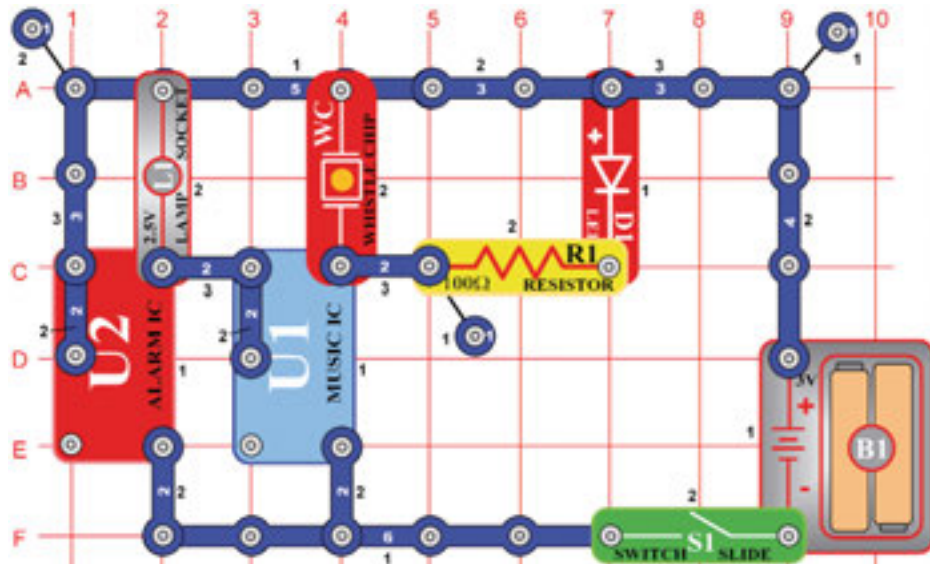 1 2 3 4 5 6 7 8 9 10
1 1
2 1 2 3 1
A 5 3 3
WC
+
B L1 2 2 1
SOCKET
LAMP
2.5V
WHISTLE CHIP
D1
3 3 2 4 2
C 2 2 R1
3 3 100Ω RESISTOR
2 2 2 2 1 1
D
U2
ALARM IC
1
U1
MUSIC IC
1
3V
+
1 B1
-
E
2 2 2 2 2
F 6 S1
1 SWITCH SLIDE